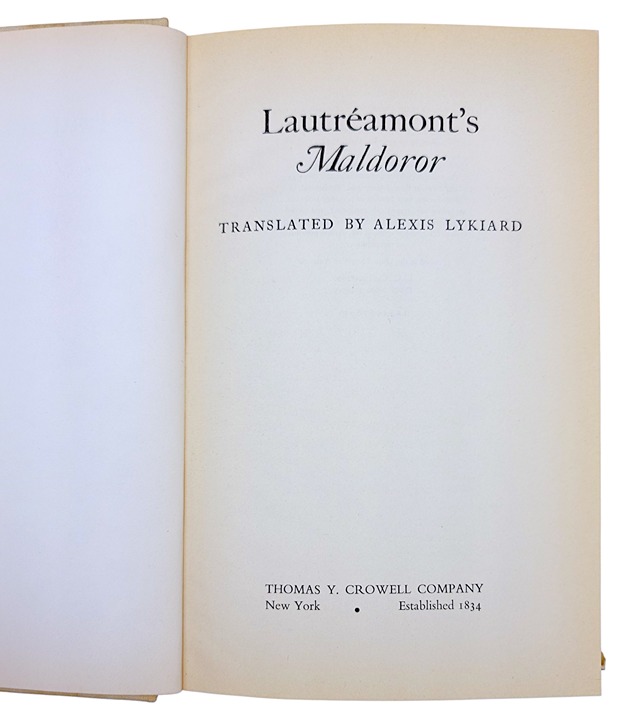 Lautréamont's
Maldoror
TRANSLATED BY ALEXIS LYKIARD
THOMAS Y. CROWELL COMPANY
New York • Established 1834